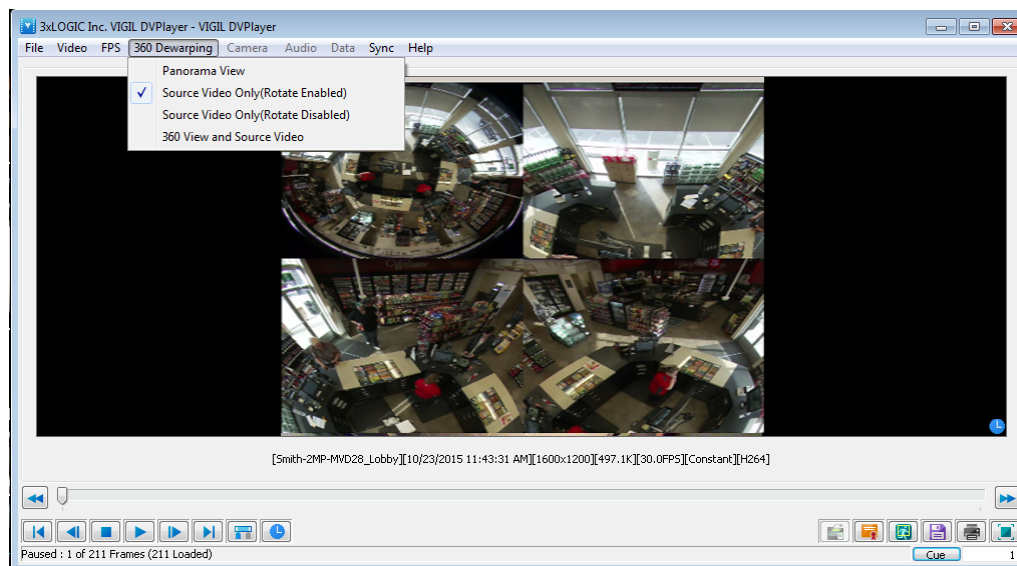 3xLOGIC Inc. VIGIL DVPlayer - VIGIL DVPlayer
File Video FPS 360 Dewarping Camera Audio Data Sync Help
Panorama View
Source Video Only(Rotate Enabled)
Source Video Only(Rotate Disabled)
360 View and Source Video
[Smith-2MP-MVD28_Lobby][10/23/2015 11:43:31 AM][1600x1200][497.1K][30.0FPS][Constant][H264]
Paused : 1 of 211 Frames (211 Loaded)
Cue 1